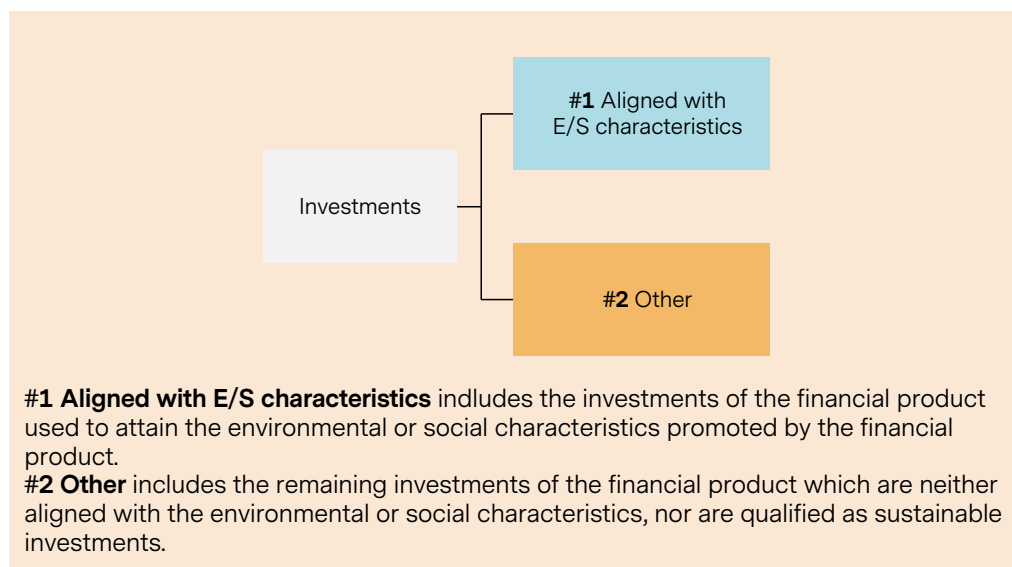 #1 Aligned with
E/S characteristics
Investments
#2 Other
#1 Aligned with E/S characteristics indludes the investments of the financial product
used to attain the environmental or social characteristics promoted by the financial
product.
#2 Other includes the remaining investments of the financial product which are neither
aligned with the environmental or social characteristics, nor are qualified as sustainable
investments.